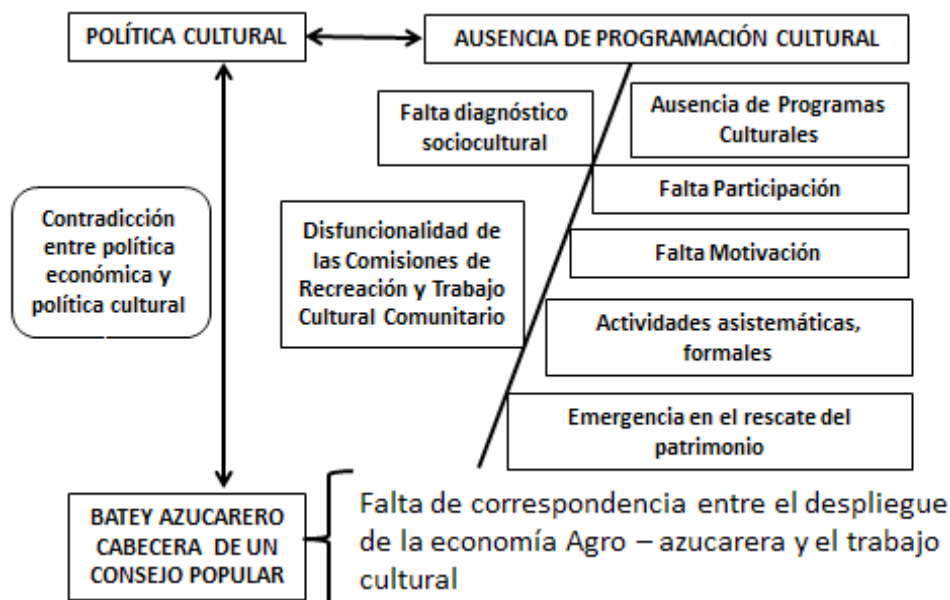 POLÍTICA CULTURAL
AUSENCIA DE PROGRAMACIÓN CULTURAL
Falta diagnóstico
sociocultural
Ausencia de Programas
Culturales
Falta Participación
Contradicción
entre política
económica y
política cultural
Disfuncionalidad de
las Comisiones de
Recreación y Trabajo
Cultural Comunitario
Falta Motivación
Actividades asistemáticas,
formales
Emergencia en el rescate del
patrimonio
BATEY AZUCARERO
CABECERA DE UN
CONSEJO POPULAR
Falta de correspondencia entre el despliegue
de la economía Agro – azucarera y el trabajo
cultural